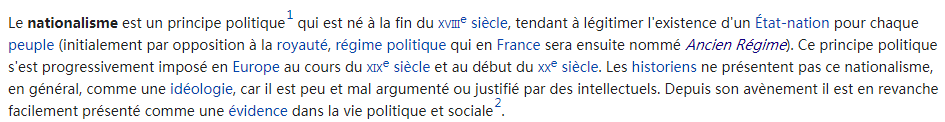 Le nationalisme est un principe politique1 qui est né à la fin du XVIIIe siècle, tendant à légitimer l'existence d'un État-nation pour chaque
peuple (initialement par opposition à la royauté, régime politique qui en France sera ensuite nommé Ancien Régime). Ce principe politique
s'est progressivement imposé en Europe au cours du XIXe siècle et au début du XXe siècle. Les historiens ne présentent pas ce nationalisme,
en général, comme une idéologie, car il est peu et mal argumenté ou justifié par des intellectuels. Depuis son avènement il est en revanche
facilement présenté comme une évidence dans la vie politique et sociale2.